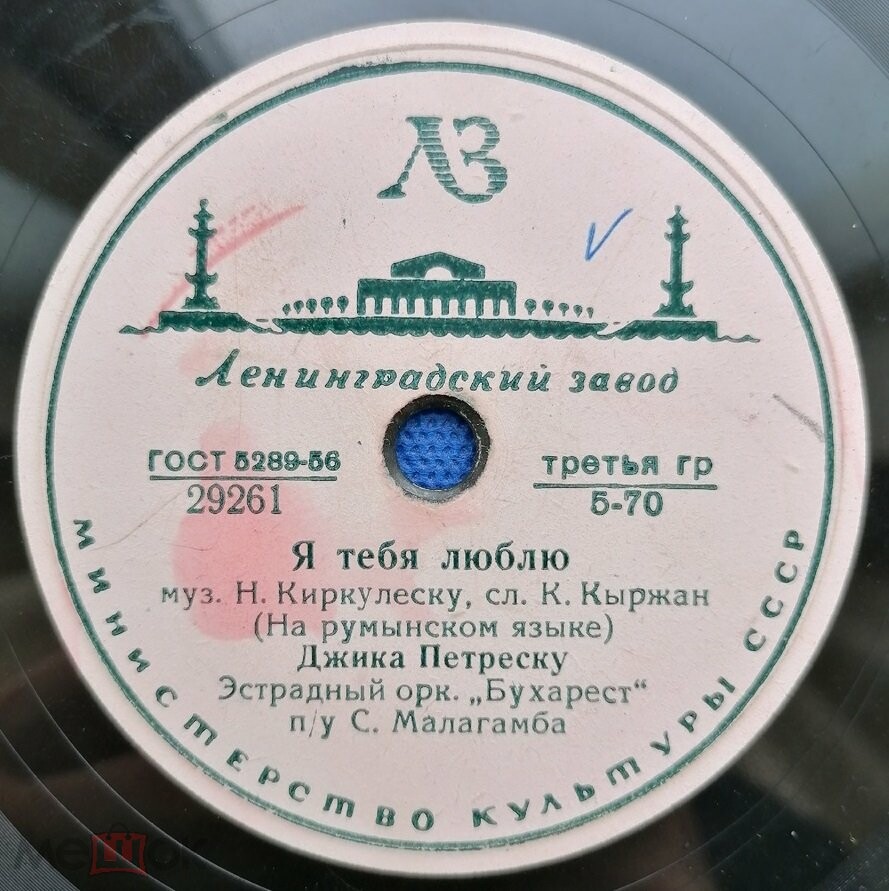 ЛЗ
Ленинградский завод
ГОСТ 5289-56
29261
третья гр
5-70
Я тебя люблю
муз. Н. Киркулеску, сл. К. Кыржан
(На румынском языке)
Джика Петреску
Эстрадный орк. „Бухарест“
п/у С. Малагамба
МИНИСТЕРСТВО КУЛЬТУРЫ СССР
мешок